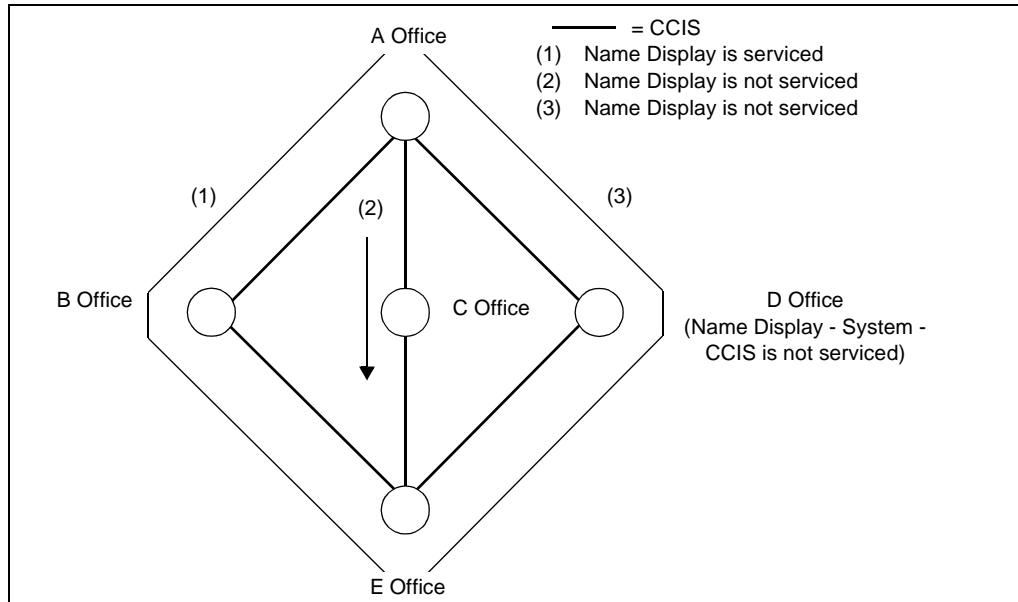 A Office
= CCIS
(1) Name Display is serviced
(2) Name Display is not serviced
(3) Name Display is not serviced
(1)
(2)
(3)
B Office
C Office
D Office
(Name Display - System -
CCIS is not serviced)
E Office